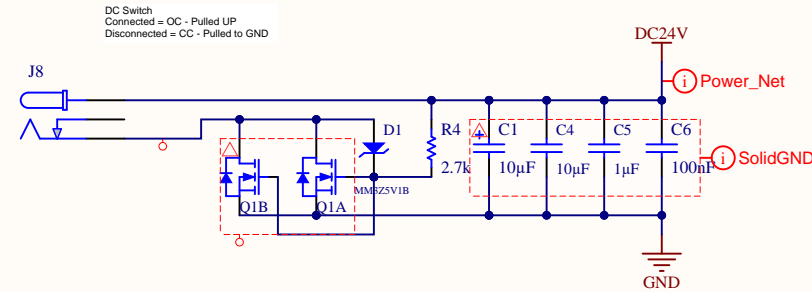 DC Switch
Connected = OC - Pulled UP
Disconnected = CC - Pulled to GND
DC24V
J8
i Power_Net
D1
R4
C1
C4
C5
C6
i SolidGND
2.7k
10µF
10µF
1µF
100nF
MM3Z5V1B
Q1B
Q1A
GND